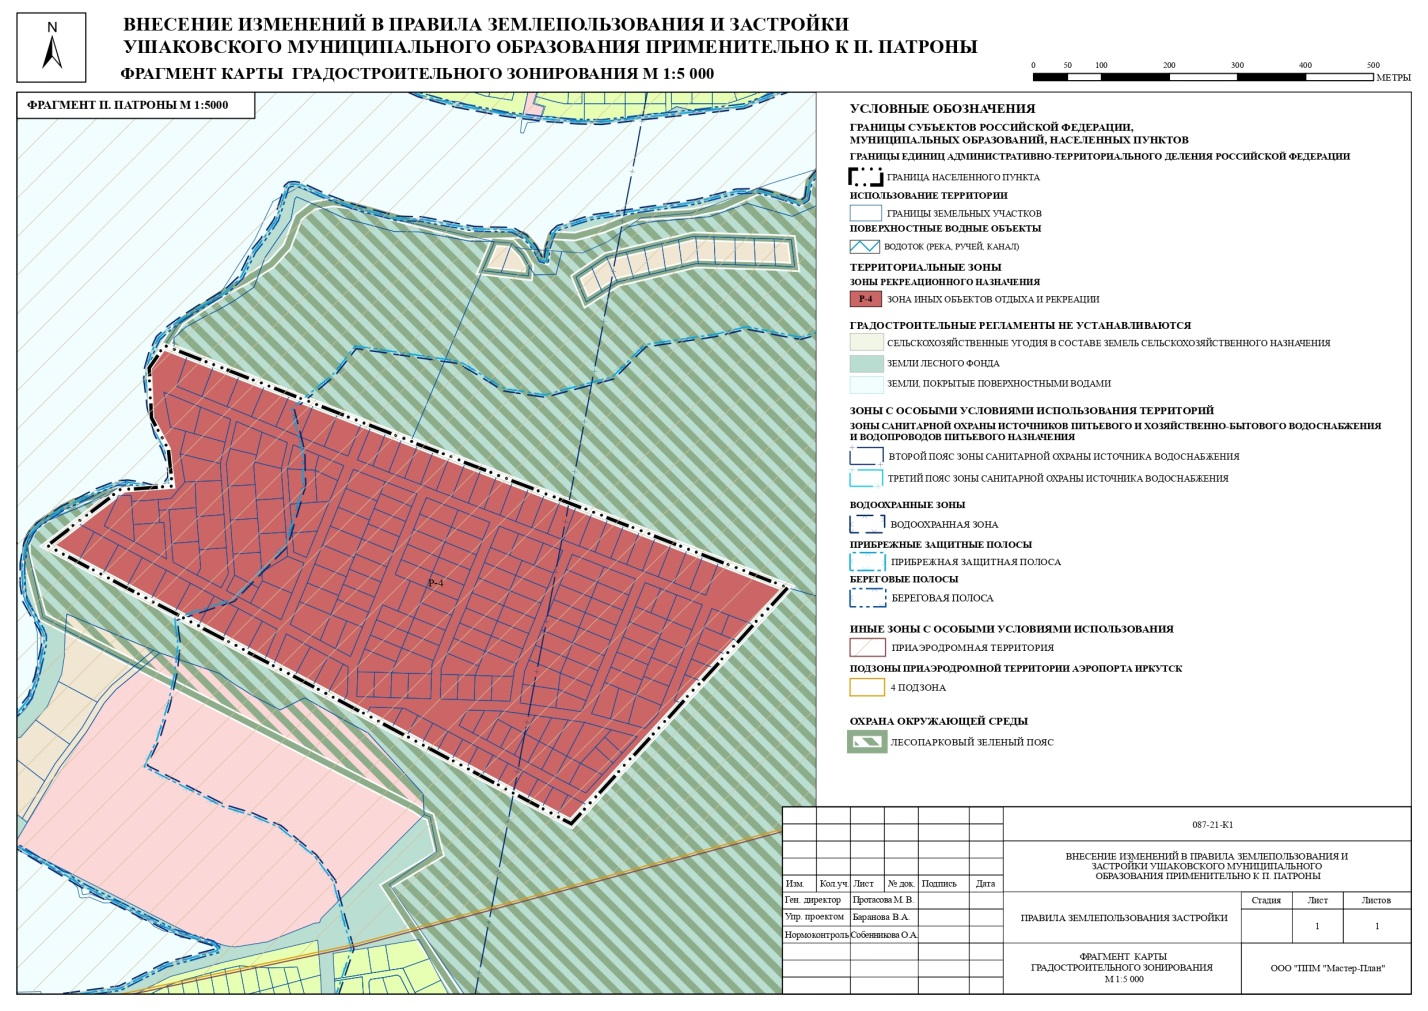 N
ВНЕСЕНИЕ ИЗМЕНЕНИЙ В ПРАВИЛА ЗЕМЛЕПОЛЬЗОВАНИЯ И ЗАСТРОЙКИ
УШАКОВСКОГО МУНИЦИПАЛЬНОГО ОБРАЗОВАНИЯ ПРИМЕНИТЕЛЬНО К П. ПАТРОНЫ
ФРАГМЕНТ КАРТЫ ГРАДОСТРОИТЕЛЬНОГО ЗОНИРОВАНИЯ М 1:5 000
0 50 100 200 300 400 500
МЕТРЫ
ФРАГМЕНТ П. ПАТРОНЫ М 1:5000
Р-4
УСЛОВНЫЕ ОБОЗНАЧЕНИЯ
ГРАНИЦЫ СУБЪЕКТОВ РОССИЙСКОЙ ФЕДЕРАЦИИ,
МУНИЦИПАЛЬНЫХ ОБРАЗОВАНИЙ, НАСЕЛЕННЫХ ПУНКТОВ
ГРАНИЦЫ ЕДИНИЦ АДМИНИСТРАТИВНО-ТЕРРИТОРИАЛЬНОГО ДЕЛЕНИЯ РОССИЙСКОЙ ФЕДЕРАЦИИ
ГРАНИЦА НАСЕЛЕННОГО ПУНКТА
ИСПОЛЬЗОВАНИЕ ТЕРРИТОРИИ
ГРАНИЦЫ ЗЕМЕЛЬНЫХ УЧАСТКОВ
ПОВЕРХНОСТНЫЕ ВОДНЫЕ ОБЪЕКТЫ
ВОДОТОК (РЕКА, РУЧЕЙ, КАНАЛ)
ТЕРРИТОРИАЛЬНЫЕ ЗОНЫ
ЗОНЫ РЕКРЕАЦИОННОГО НАЗНАЧЕНИЯ
Р-4 ЗОНА ИНЫХ ОБЪЕКТОВ ОТДЫХА И РЕКРЕАЦИИ
ГРАДОСТРОИТЕЛЬНЫЕ РЕГЛАМЕНТЫ НЕ УСТАНАВЛИВАЮТСЯ
СЕЛЬСКОХОЗЯЙСТВЕННЫЕ УГОДИЯ В СОСТАВЕ ЗЕМЕЛЬ СЕЛЬСКОХОЗЯЙСТВЕННОГО НАЗНАЧЕНИЯ
ЗЕМЛИ ЛЕСНОГО ФОНДА
ЗЕМЛИ, ПОКРЫТЫЕ ПОВЕРХНОСТНЫМИ ВОДАМИ
ЗОНЫ С ОСОБЫМИ УСЛОВИЯМИ ИСПОЛЬЗОВАНИЯ ТЕРРИТОРИЙ
ЗОНЫ САНИТАРНОЙ ОХРАНЫ ИСТОЧНИКОВ ПИТЬЕВОГО И ХОЗЯЙСТВЕННО-БЫТОВОГО ВОДОСНАБЖЕНИЯ
И ВОДОПРОВОДОВ ПИТЬЕВОГО НАЗНАЧЕНИЯ
ВТОРОЙ ПОЯС ЗОНЫ САНИТАРНОЙ ОХРАНЫ ИСТОЧНИКА ВОДОСНАБЖЕНИЯ
ТРЕТИЙ ПОЯС ЗОНЫ САНИТАРНОЙ ОХРАНЫ ИСТОЧНИКА ВОДОСНАБЖЕНИЯ
ВОДООХРАННЫЕ ЗОНЫ
ВОДООХРАННАЯ ЗОНА
ПРИБРЕЖНЫЕ ЗАЩИТНЫЕ ПОЛОСЫ
ПРИБРЕЖНАЯ ЗАЩИТНАЯ ПОЛОСА
БЕРЕГОВЫЕ ПОЛОСЫ
БЕРЕГОВАЯ ПОЛОСА
ИНЫЕ ЗОНЫ С ОСОБЫМИ УСЛОВИЯМИ ИСПОЛЬЗОВАНИЯ
ПРИАЭРОДРОМНАЯ ТЕРРИТОРИЯ
ПОДЗОНЫ ПРИАЭРОДРОМНОЙ ТЕРРИТОРИИ АЭРОПОРТА ИРКУТСК
4 ПОДЗОНА
ОХРАНА ОКРУЖАЮЩЕЙ СРЕДЫ
ЛЕСОПАРКОВЫЙ ЗЕЛЕНЫЙ ПОЯС
087-21-К1
ВНЕСЕНИЕ ИЗМЕНЕНИЙ В ПРАВИЛА ЗЕМЛЕПОЛЬЗОВАНИЯ И
ЗАСТРОЙКИ УШАКОВСКОГО МУНИЦИПАЛЬНОГО
ОБРАЗОВАНИЯ ПРИМЕНИТЕЛЬНО К П. ПАТРОНЫ
Изм. Кол.уч. Лист № док. Подпись Дата
Ген. директор Протасова М. В.
Упр. проектом Баранова В.А.
Нормоконтроль Собенникова О.А.
ПРАВИЛА ЗЕМЛЕПОЛЬЗОВАНИЯ ЗАСТРОЙКИ
Стадия Лист Листов
1 1
ФРАГМЕНТ КАРТЫ
ГРАДОСТРОИТЕЛЬНОГО ЗОНИРОВАНИЯ
М 1:5 000
ООО "ППМ "Мастер-План"